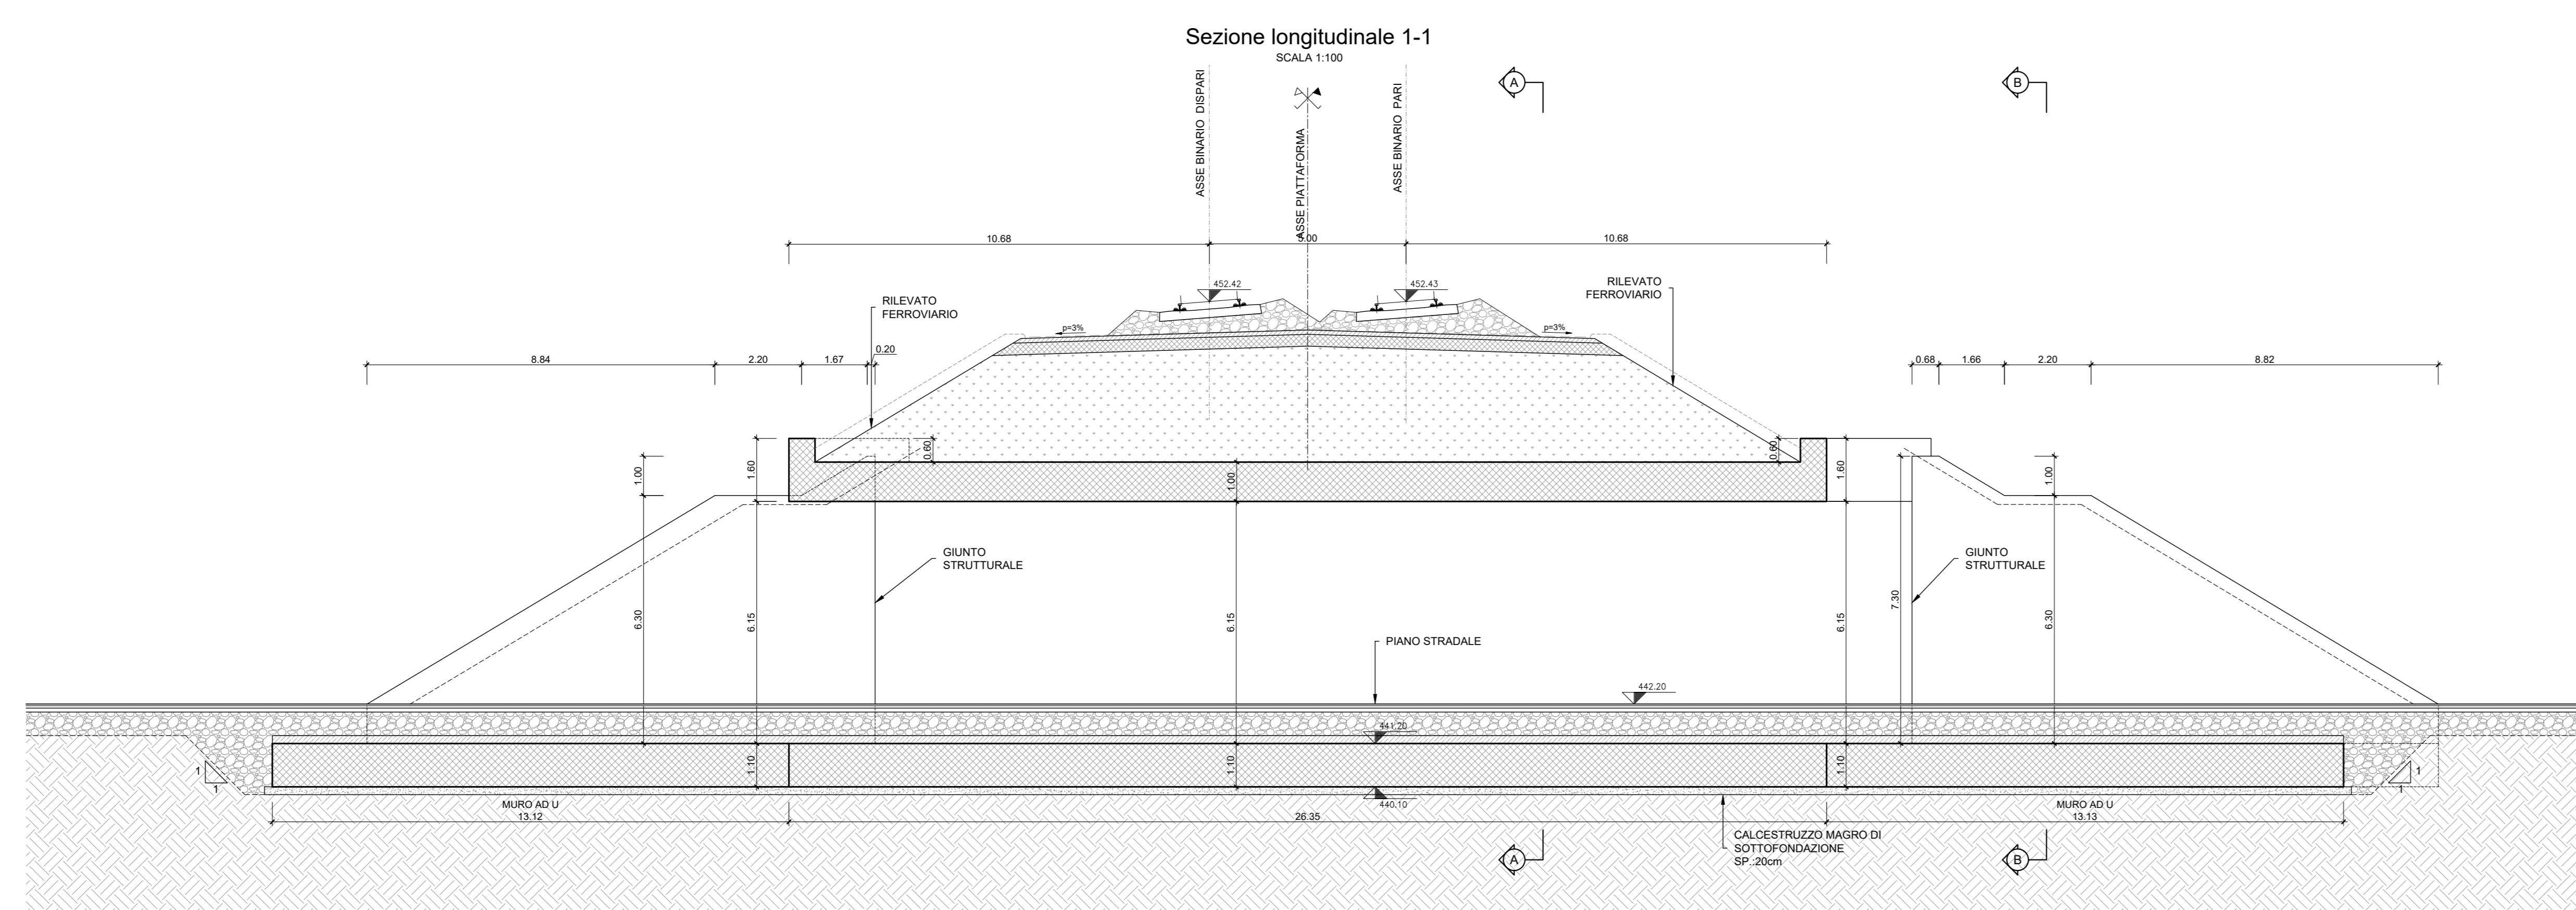 Sezione longitudinale 1-1
SCALA 1:100
A
B
ASSE BINARIO DISPARI
ASSE PIATTAFORMA
ASSE BINARIO PARI
10.68
5.00
10.68
RILEVATO
FERROVIARIO
452.42
452.43
RILEVATO
FERROVIARIO
p=3%
p=3%
8.84
2.20
1.67
0.20
0.68
1.66
2.20
8.82
1.00
1.60
0.60
1.00
0.60
1.60
1.00
GIUNTO
STRUTTURALE
GIUNTO
STRUTTURALE
6.30
6.15
6.15
6.15
7.30
6.30
PIANO STRADALE
442.20
441.20
1
1
1.10
1.10
1.10
1
1
440.10
MURO AD U
13.12
26.35
MURO AD U
13.13
CALCESTRUZZO MAGRO DI
SOTTOFONDAZIONE
SP.:20cm
A
B